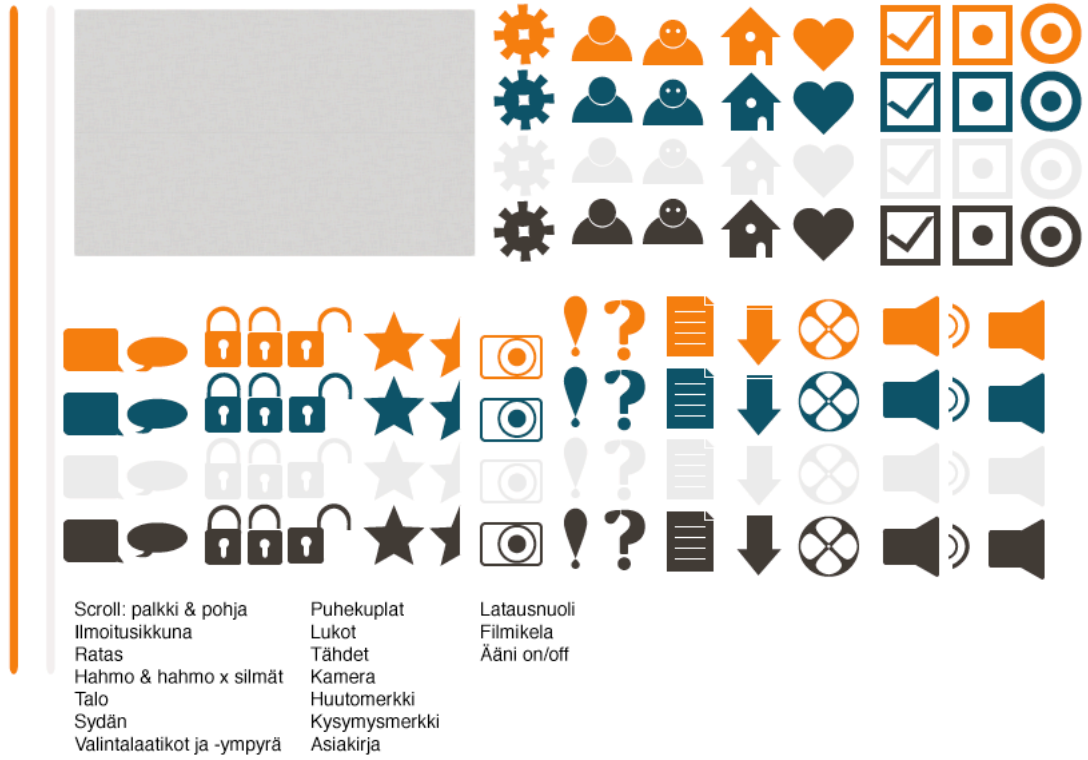 Scroll: palkki & pohja
Ilmoitusikkuna
Ratas
Hahmo & hahmo x silmät
Talo
Sydän
Valintalaatikot ja -ympyrä
Puhekuplat
Lukot
Tähdet
Kamera
Huutomerkki
Kysymysmerkki
Asiakirja
Latausnuoli
Filmikela
Ääni on/off